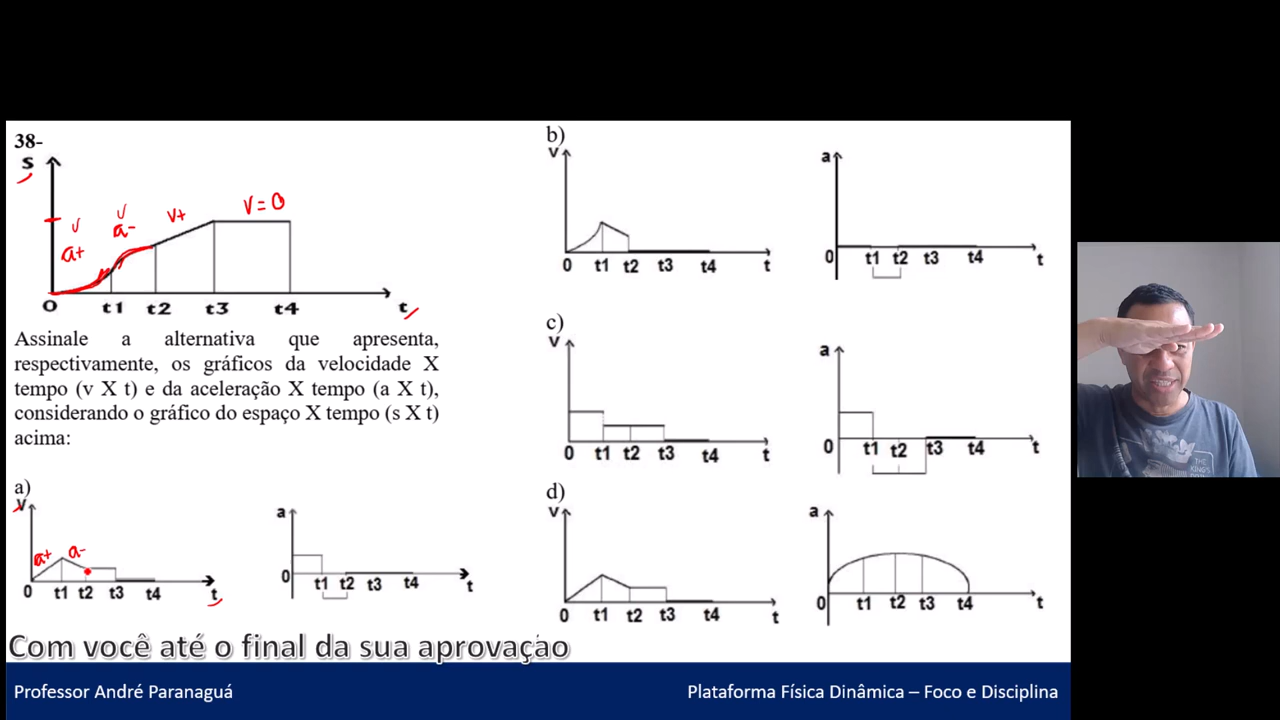 38-
S
a+
v
a-
v
v+
v = 0
0 t1 t2 t3 t4 t
Assinale a alternativa que apresenta,
respectivamente, os gráficos da velocidade X
tempo (v X t) e da aceleração X tempo (a X t),
considerando o gráfico do espaço X tempo (s X t)
acima:
a)
v
a+ a-
0 t1 t2 t3 t4 t
a
0 t1 t2 t3 t4 t
b)
v
0 t1 t2 t3 t4 t
a
0 t1 t2 t3 t4 t
c)
v
0 t1 t2 t3 t4 t
a
0 t1 t2 t3 t4 t
d)
v
0 t1 t2 t3 t4 t
a
0 t1 t2 t3 t4 t
Com você até o final da sua aprovação
Professor André Paranaguá
Plataforma Física Dinâmica – Foco e Disciplina
THE
KING'S